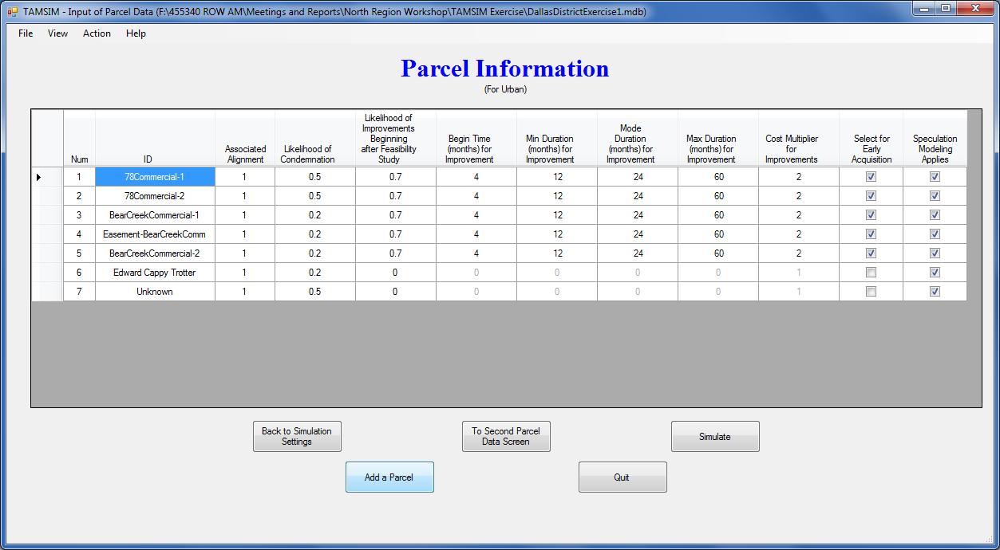 TAMSIM - Input of Parcel Data (F:\455340 ROW AM\Meetings and Reports\North Region Workshop\TAMSIM Exercise\DallasDistrictExercise1.mdb)
File View Action Help
Parcel Information
(For Urban)
Num ID Associated Alignment Likelihood of Condemnation Likelihood of Improvements Beginning after Feasibility Study Begin Time (months) for Improvement Min Duration (months) for Improvement Mode Duration (months) for Improvement Max Duration (months) for Improvement Cost Multiplier for Improvements Select for Early Acquisition Speculation Modeling Applies
1 78Commercial-1 1 0.5 0.7 4 12 24 60 2
2 78Commercial-2 1 0.5 0.7 4 12 24 60 2
3 BearCreekCommercial-1 1 0.2 0.7 4 12 24 60 2
4 Easement-BearCreekComm 1 0.2 0.7 4 12 24 60 2
5 BearCreekCommercial-2 1 0.2 0.7 4 12 24 60 2
6 Edward Cappy Trotter 1 0.2 0 0 0 0 0 1
7 Unknown 1 0.5 0 0 0 0 0 1
Back to Simulation Settings
To Second Parcel Data Screen
Simulate
Add a Parcel
Quit